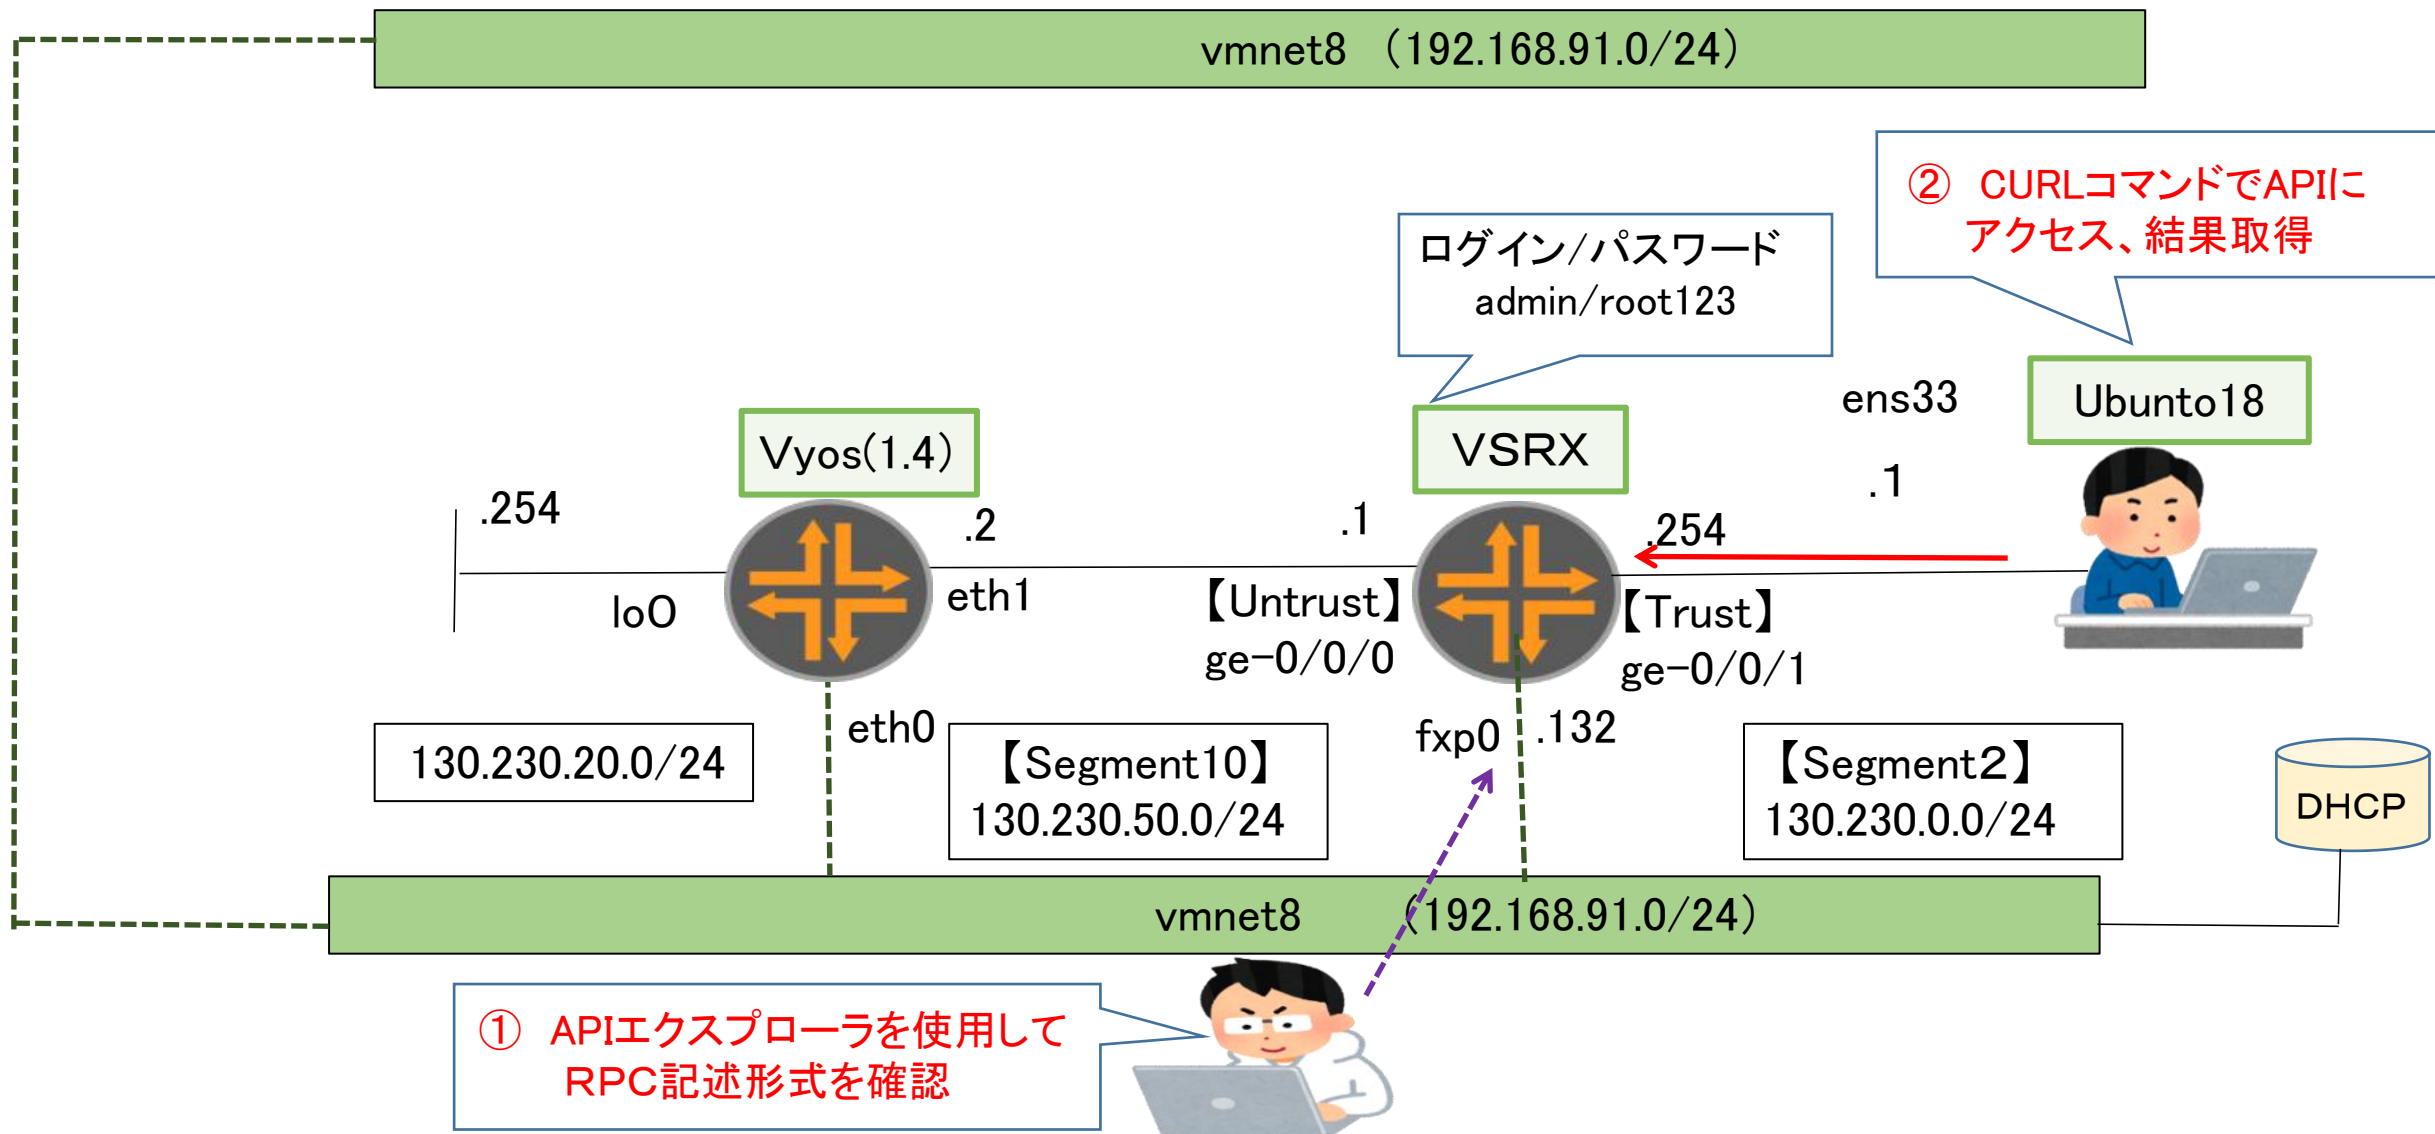 vmnet8 （192.168.91.0/24）
② CURLコマンドでAPIに
アクセス、結果取得
ログイン/パスワード
admin/root123
ens33
Ubunto18
Vyos(1.4)
VSRX
.254
.2
.1
.254
.1
lo0
eth1
【Untrust】
ge-0/0/0
【Trust】
ge-0/0/1
eth0
fxp0
.132
130.230.20.0/24
【Segment10】
130.230.50.0/24
【Segment2】
130.230.0.0/24
DHCP
vmnet8 （192.168.91.0/24）
① APIエクスプローラを使用して
RPC記述形式を確認